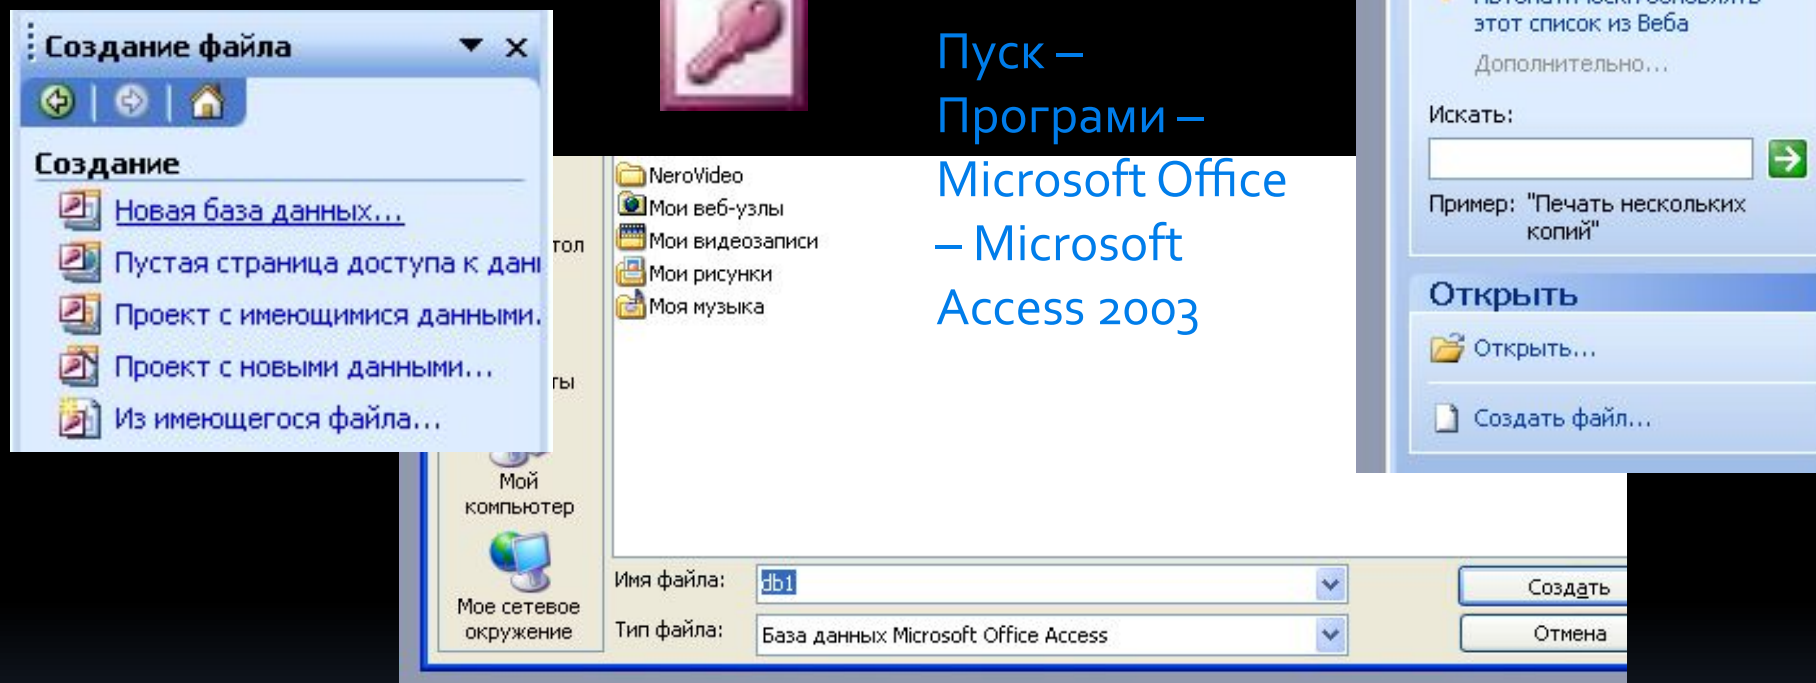 Создание файла
Создание
Новая база данных...
Пустая страница доступа к
Проект с имеющимися данными.
Проект с новыми данными...
Из имеющегося файла...
Пуск –
Програми –
Microsoft Office
– Microsoft
Access 2003
NeroVideo
Мои веб-узлы
Мои видеозаписи
Мои рисунки
Моя музыка
Мой
компьютер
Мое сетевое
окружение
Имя файла: db1
Тип файла: База данных Microsoft Office Access
Создать
Отмена
этот список из Веба
Дополнительно...
Искать:
Пример: "Печать нескольких
копий"
Открыть
Открыть...
Создать файл...